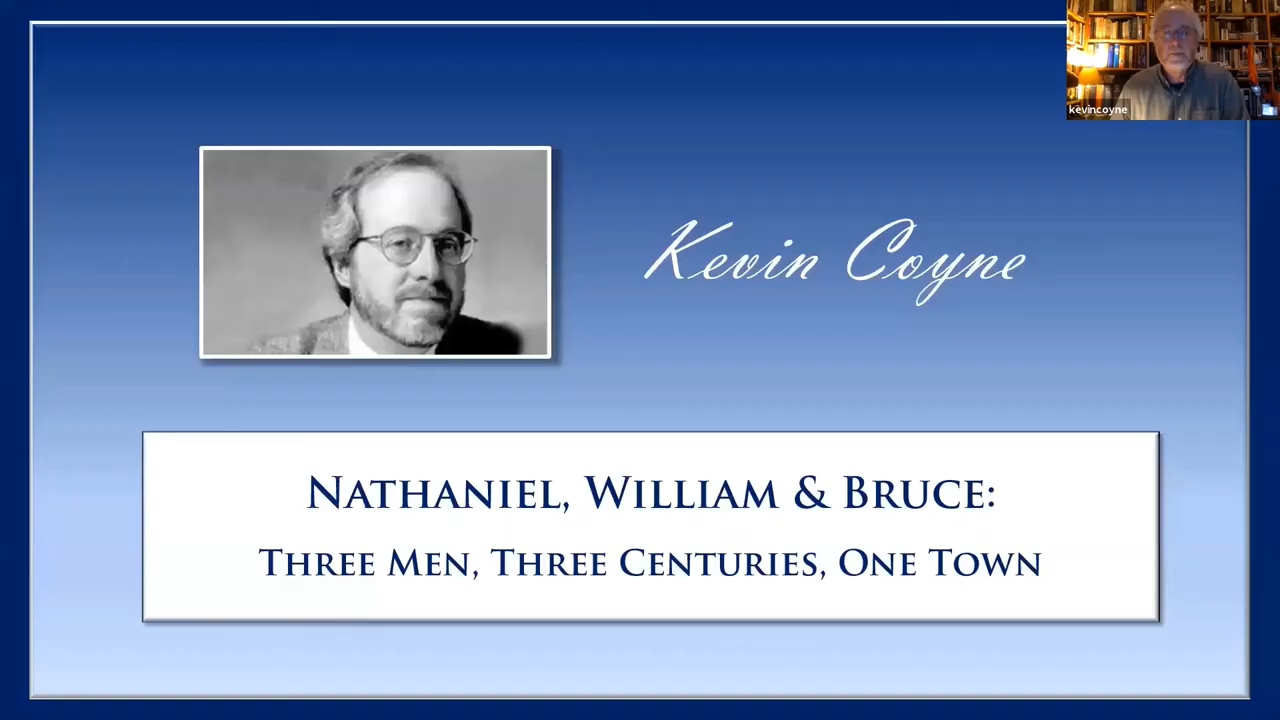 kevincoyne
Kevin Coyne
Nathaniel, William & Bruce:
Three Men, Three Centuries, One Town